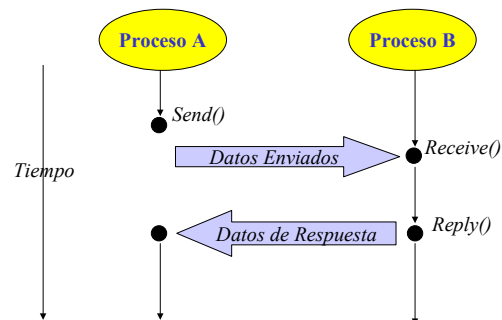 Proceso A
Proceso B
Send()
Datos Enviados
Receive()
Tiempo
Datos de Respuesta
Reply()